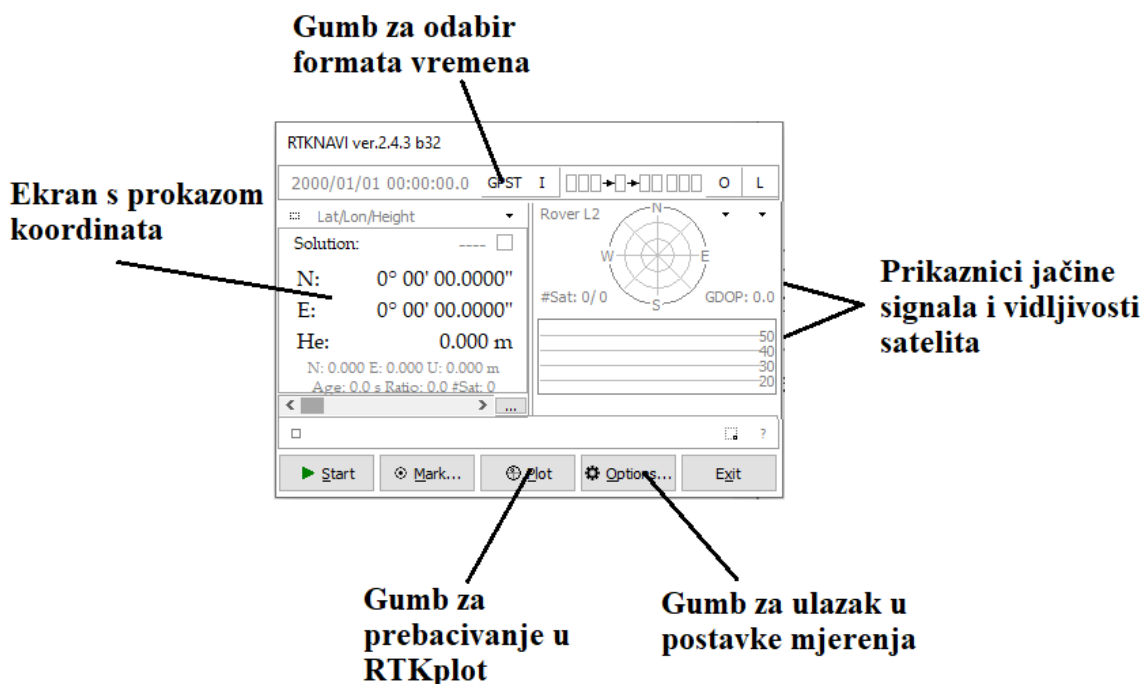 Gumb za odabir
formata vremena
RTKNAVI ver.2.4.3 b32
2000/01/01 00:00:00.0 GPST I O L
Ekran s prokazom
koordinata
Lat/Lon/Height
Rover L2
N
W
E
S
#Sat: 0/ 0
GDOP: 0.0
Solution: ----
N: 0° 00' 00.0000"
E: 0° 00' 00.0000"
He: 0.000 m
N: 0.000 E: 0.000 U: 0.000 m
Age: 0.0 s Ratio: 0.0 #Sat: 0
...
50
40
30
20
Prikaznici jačine
signala i vidljivosti
satelita
?
Start Mark... Plot Options... Exit
Gumb za
prebacivanje u
RTKplot
Gumb za ulazak u
postavke mjerenja